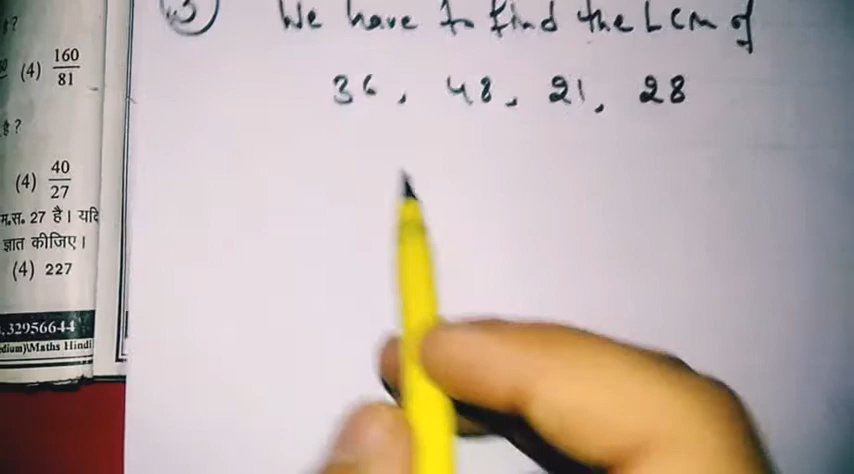 है?
(4) 160/81
है?
(4) 40/27
म.स. 27 है। यदि
ज्ञात कीजिए।
(4) 227
32956644
edium)\Maths Hindi
We have to find the LCM of
36, 48, 21, 28